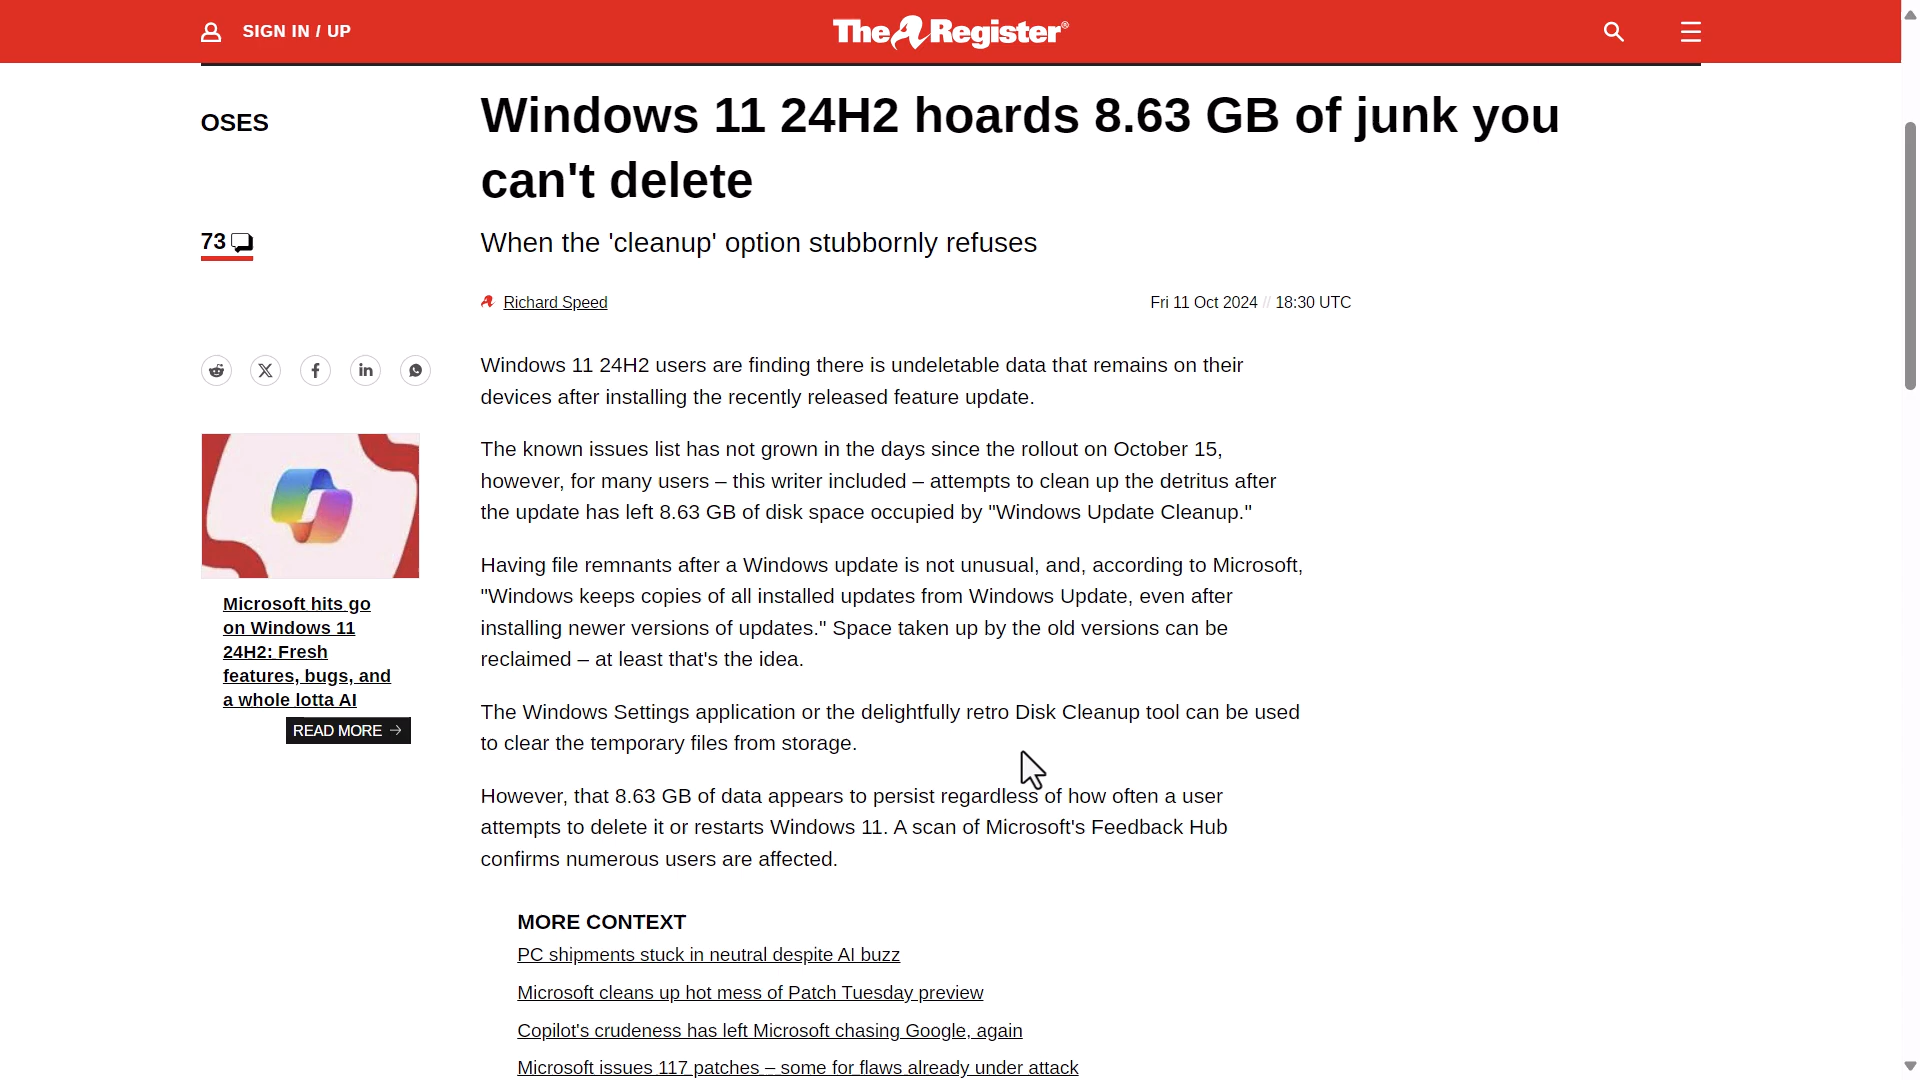 SIGN IN / UP
The Register®
OSES
Windows 11 24H2 hoards 8.63 GB of junk you
can't delete
73
When the 'cleanup' option stubbornly refuses
Richard Speed
Fri 11 Oct 2024 // 18:30 UTC
Windows 11 24H2 users are finding there is undeletable data that remains on their
devices after installing the recently released feature update.
The known issues list has not grown in the days since the rollout on October 15,
however, for many users – this writer included – attempts to clean up the detritus after
the update has left 8.63 GB of disk space occupied by "Windows Update Cleanup."
Having file remnants after a Windows update is not unusual, and, according to Microsoft,
"Windows keeps copies of all installed updates from Windows Update, even after
installing newer versions of updates." Space taken up by the old versions can be
reclaimed – at least that's the idea.
Microsoft hits go
on Windows 11
24H2: Fresh
features, bugs, and
a whole lotta AI
READ MORE →
The Windows Settings application or the delightfully retro Disk Cleanup tool can be used
to clear the temporary files from storage.
However, that 8.63 GB of data appears to persist regardless of how often a user
attempts to delete it or restarts Windows 11. A scan of Microsoft's Feedback Hub
confirms numerous users are affected.
MORE CONTEXT
PC shipments stuck in neutral despite AI buzz
Microsoft cleans up hot mess of Patch Tuesday preview
Copilot's crudeness has left Microsoft chasing Google, again
Microsoft issues 117 patches – some for flaws already under attack